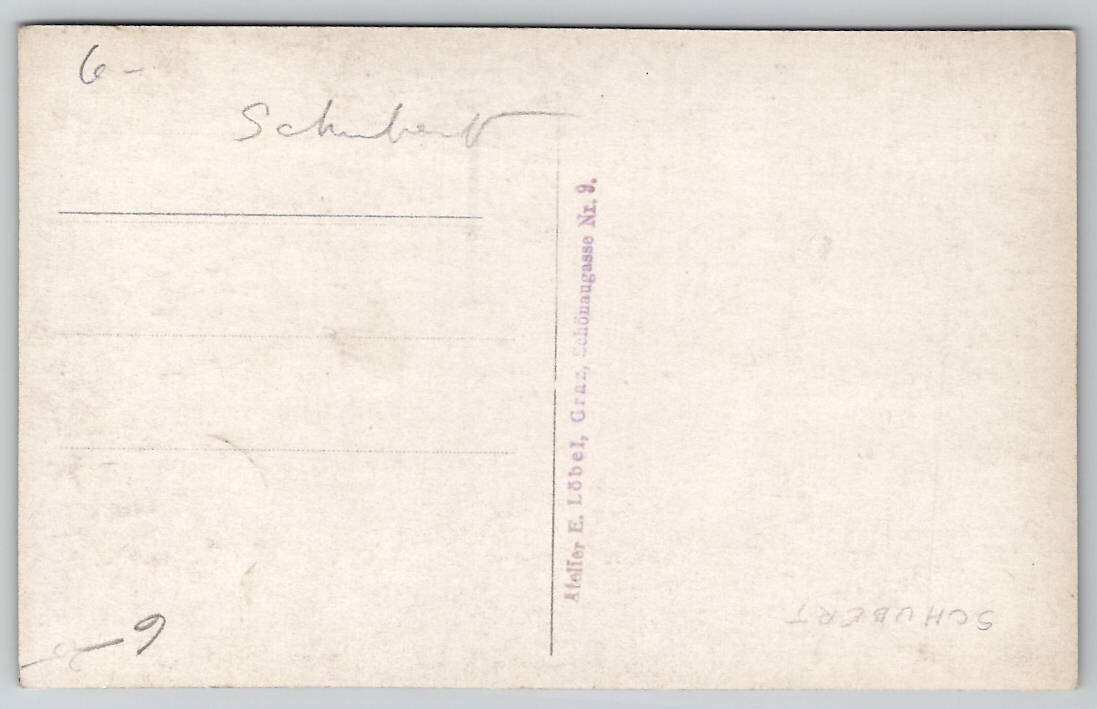 6 -
Schubert
Atelier E. Löbel, Graz, Schönaugasse Nr. 9.
SCHUBERT
6 -